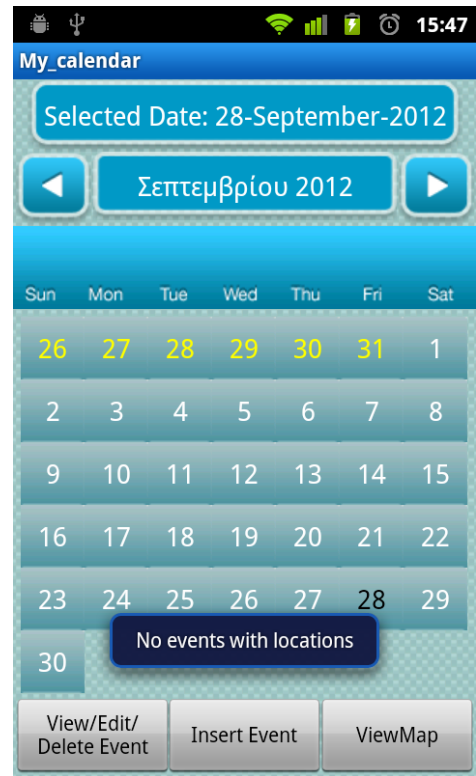 15:47
My_calendar
Selected Date: 28-September-2012
Σεπτεμβρίου 2012
Sun Mon Tue Wed Thu Fri Sat
26 27 28 29 30 31 1
2 3 4 5 6 7 8
9 10 11 12 13 14 15
16 17 18 19 20 21 22
23 24 25 26 27 28 29
No events with locations
30
View/Edit/
Delete Event
Insert Event
ViewMap